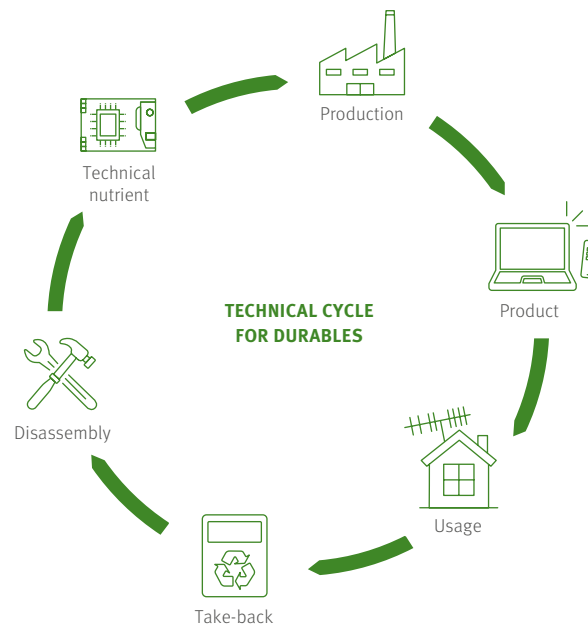 Production
Technical
nutrient
Product
TECHNICAL CYCLE
FOR DURABLES
Disassembly
Usage
Take-back